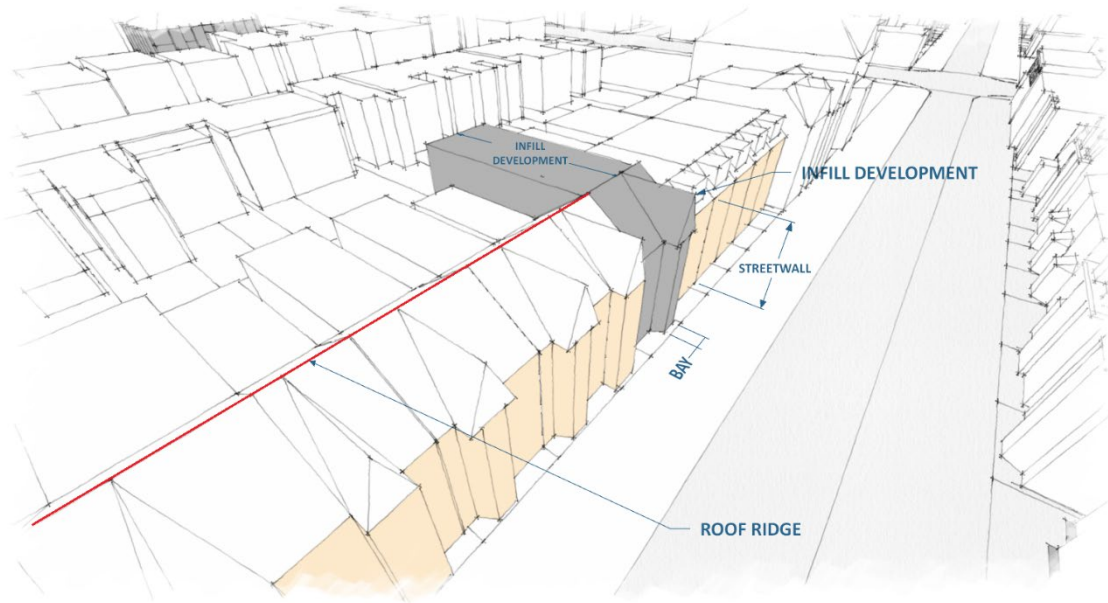 INFILL
DEVELOPMENT
INFILL DEVELOPMENT
STREETWALL
BAY
ROOF RIDGE